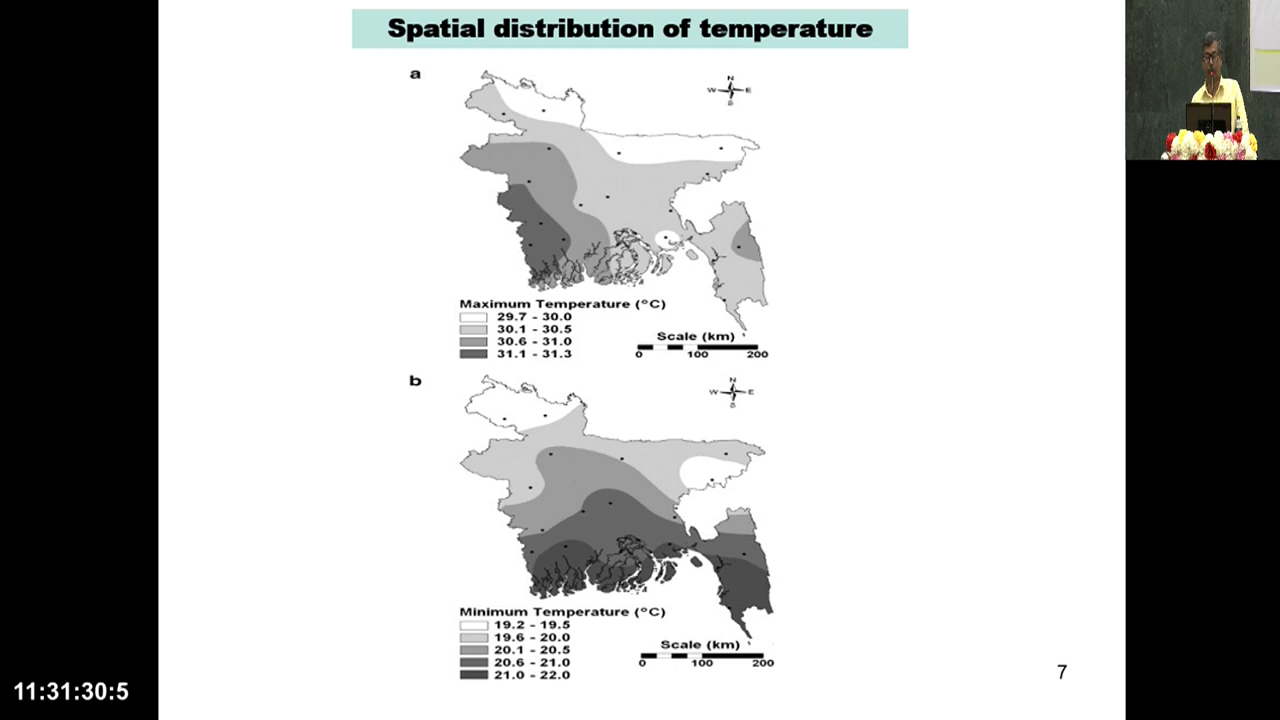 Spatial distribution of temperature
a
N
W E
S
Maximum Temperature (°C)
29.7 - 30.0
30.1 - 30.5
30.6 - 31.0
31.1 - 31.3
Scale (km)
0 100 200
b
N
W E
S
Minimum Temperature (°C)
19.2 - 19.5
19.6 - 20.0
20.1 - 20.5
20.6 - 21.0
21.0 - 22.0
Scale (km)
0 100 200
7
11:31:30:5